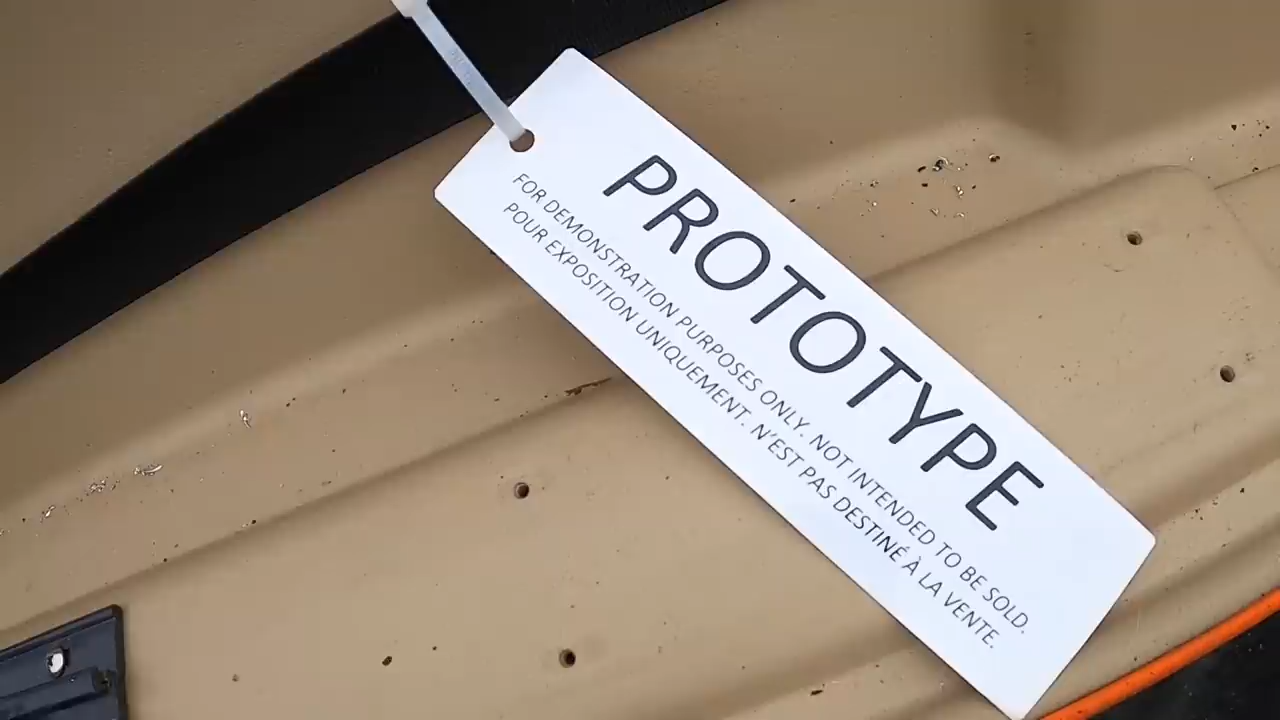 PROTOTYPE
FOR DEMONSTRATION PURPOSES ONLY. NOT INTENDED TO BE SOLD.
POUR EXPOSITION UNIQUEMENT. N'EST PAS DESTINÉ À LA VENTE.